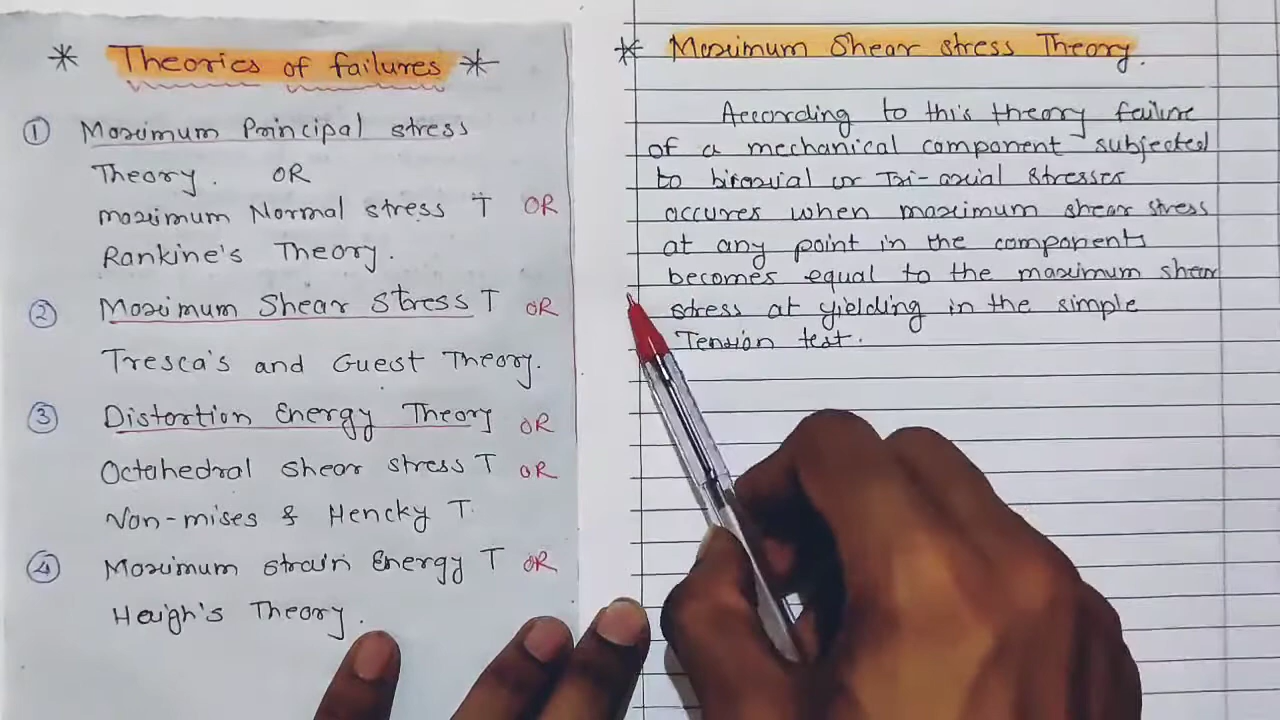 * Theories of failures *
① Maximum Principal stress
Theory. OR
maximum Normal stress T OR
Rankine's Theory.
② Maximum Shear Stress T OR
Tresca's and Guest Theory.
③ Distortion Energy Theory OR
Octahedral shear stress T OR
Von-mises & Hencky T.
④ Maximum strain Energy T OR
Heigh's Theory.
* Maximum Shear stress Theory.
According to this theory failure
of a mechanical component subjected
to biaxial or Tri-axial stresses
occures when maximum shear stress
at any point in the components
becomes equal to the maximum shear
stress at yielding in the simple
Tension test.